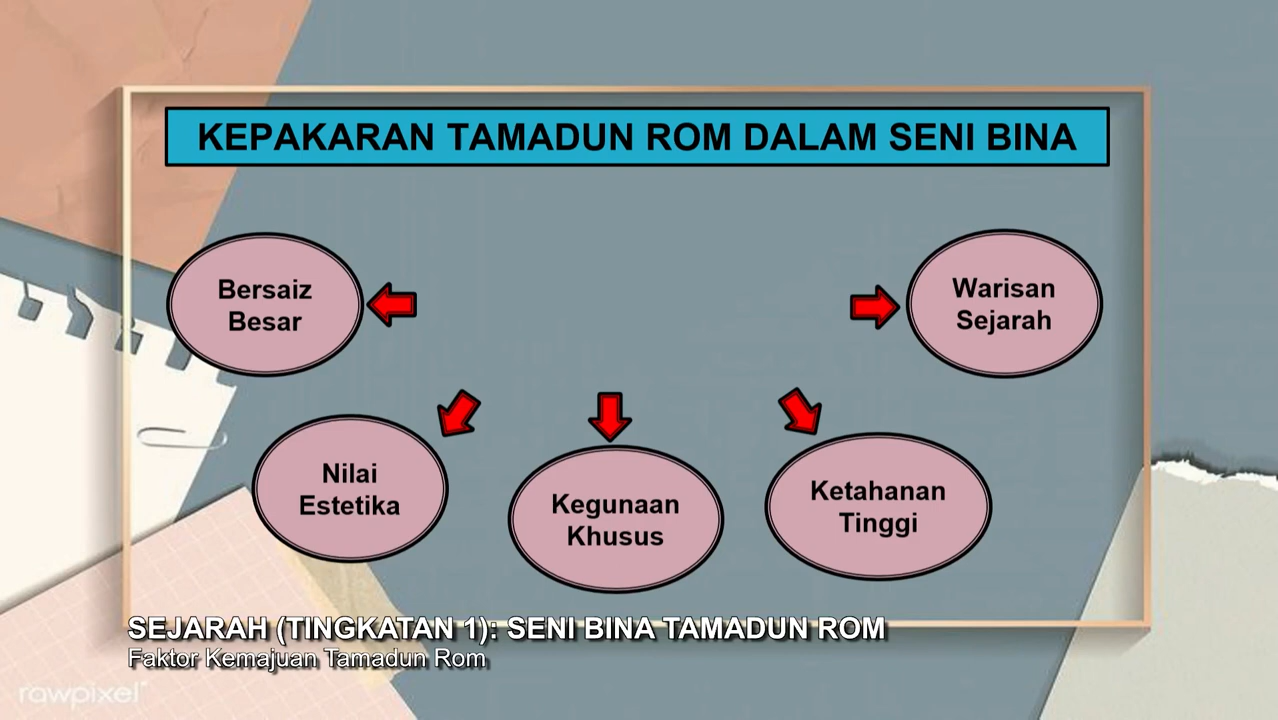 KEPAKARAN TAMADUN ROM DALAM SENI BINA
Bersaiz
Besar
Warisan
Sejarah
Nilai
Estetika
Kegunaan
Khusus
Ketahanan
Tinggi
SEJARAH (TINGKATAN 1): SENI BINA TAMADUN ROM
Faktor Kemajuan Tamadun Rom
rawpixel